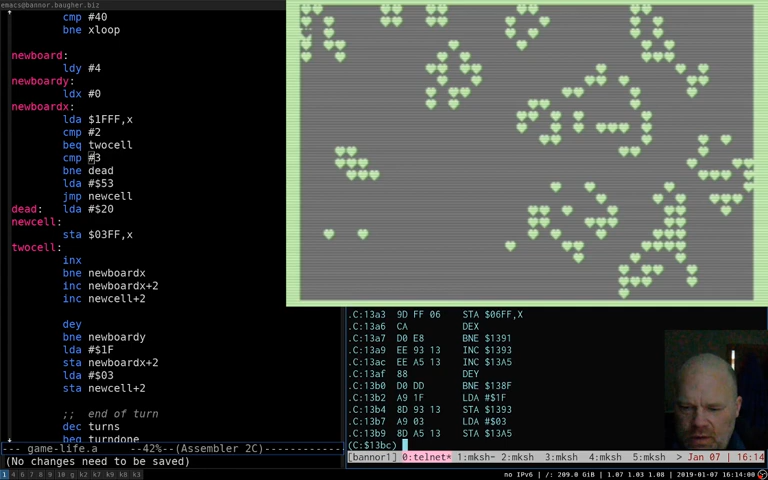 emacs@bannor.baugher.biz
cmp #40
bne xloop
newboard:
ldy #4
newboardy:
ldx #0
newboardx:
lda $1FFF,x
cmp #2
beq twocell
cmp #3
bne dead
lda #$53
jmp newcell
dead: lda #$20
newcell:
sta $03FF,x
twocell:
inx
bne newboardx
inc newboardx+2
inc newcell+2
dey
bne newboardy
lda #$1F
sta newboardx+2
lda #$03
sta newcell+2
;; end of turn
dec turns
beq turndone
--- game-life.a --42%--(Assembler 2C)------------
(No changes need to be saved)
.C:13a3 9D FF 06 STA $06FF,X
.C:13a6 CA DEX
.C:13a7 D0 E8 BNE $1391
.C:13a9 EE 93 13 INC $1393
.C:13ac EE A5 13 INC $13A5
.C:13af 88 DEY
.C:13b0 D0 DD BNE $138F
.C:13b2 A9 1F LDA #$1F
.C:13b4 8D 93 13 STA $1393
.C:13b7 A9 03 LDA #$03
.C:13b9 8D A5 13 STA $13A5
(C:$13bc)
[bannor1] 0:telnet* 1:mksh- 2:mksh 3:mksh 4:mksh 5:mksh > Jan 07 | 16:14
no IPv6 | /: 209.0 GiB | 1.07 1.03 1.08 | 2019-01-07 16:14:00